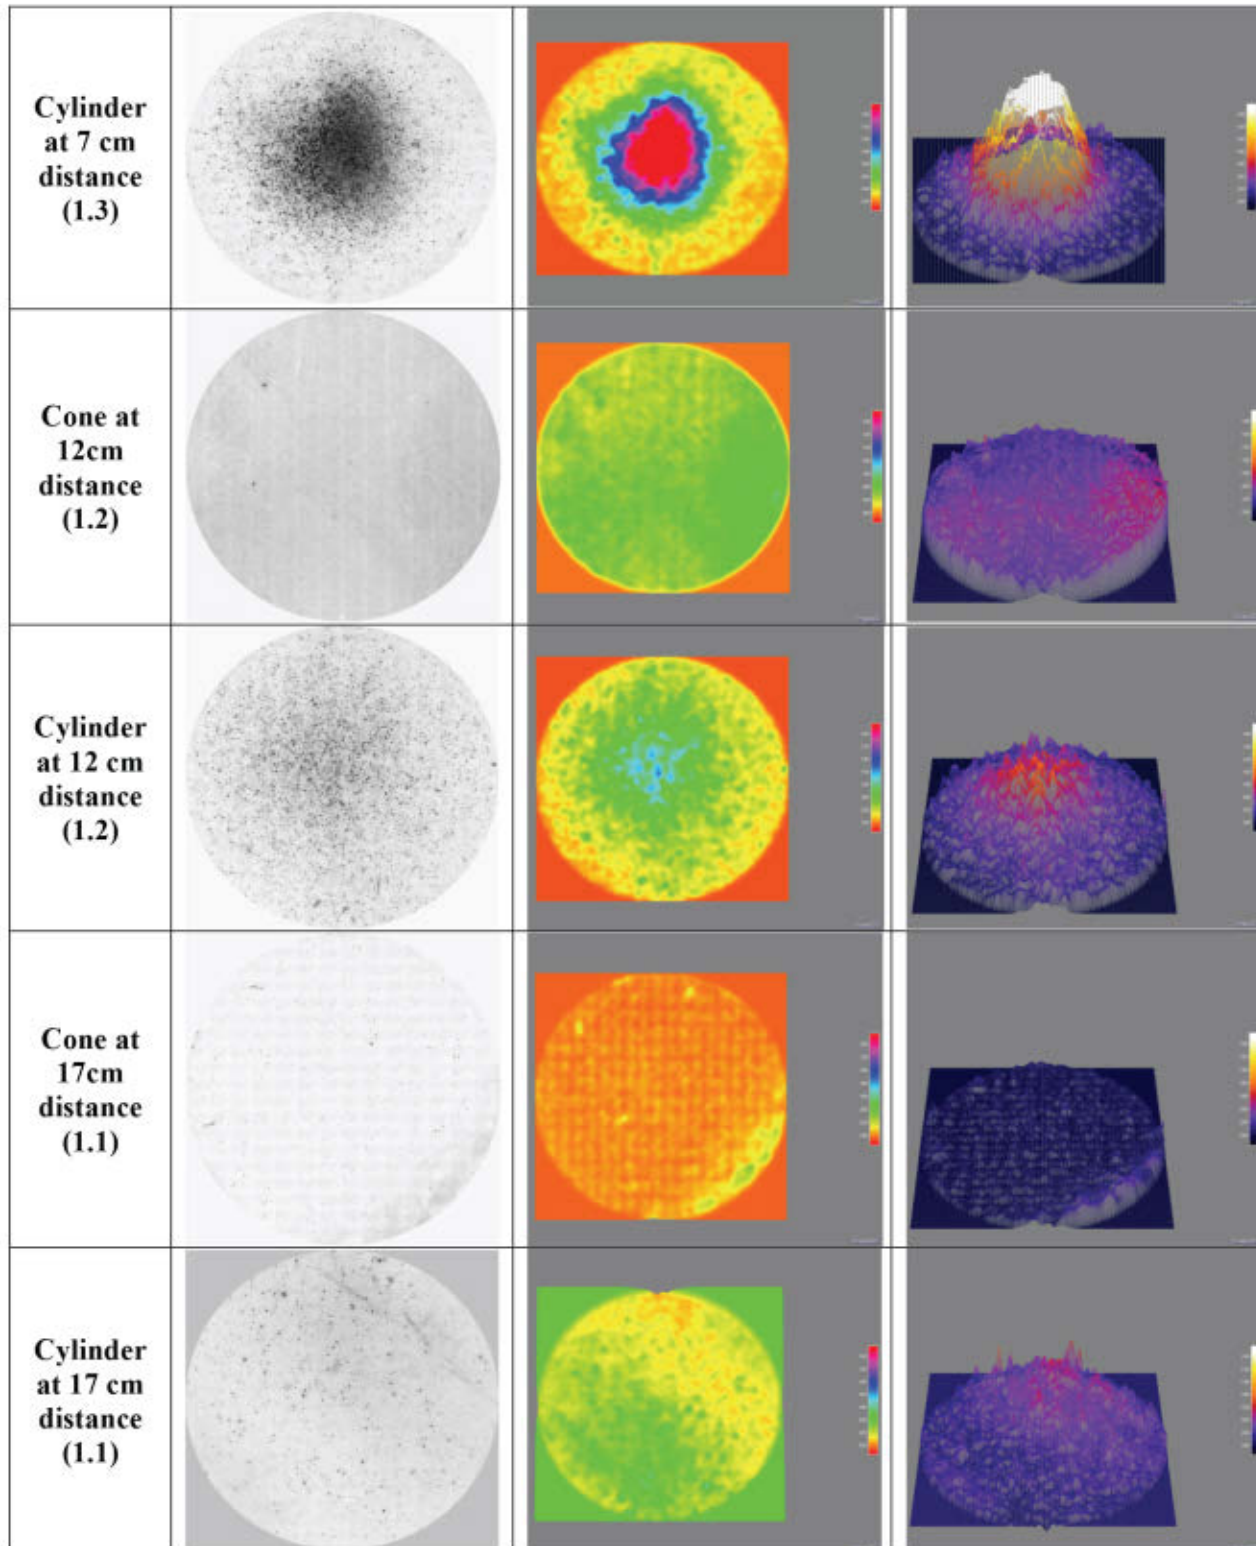 Cylinder
at 7 cm
distance
(1.3)
Cone at
12cm
distance
(1.2)
Cylinder
at 12 cm
distance
(1.2)
Cone at
17cm
distance
(1.1)
Cylinder
at 17 cm
distance
(1.1)